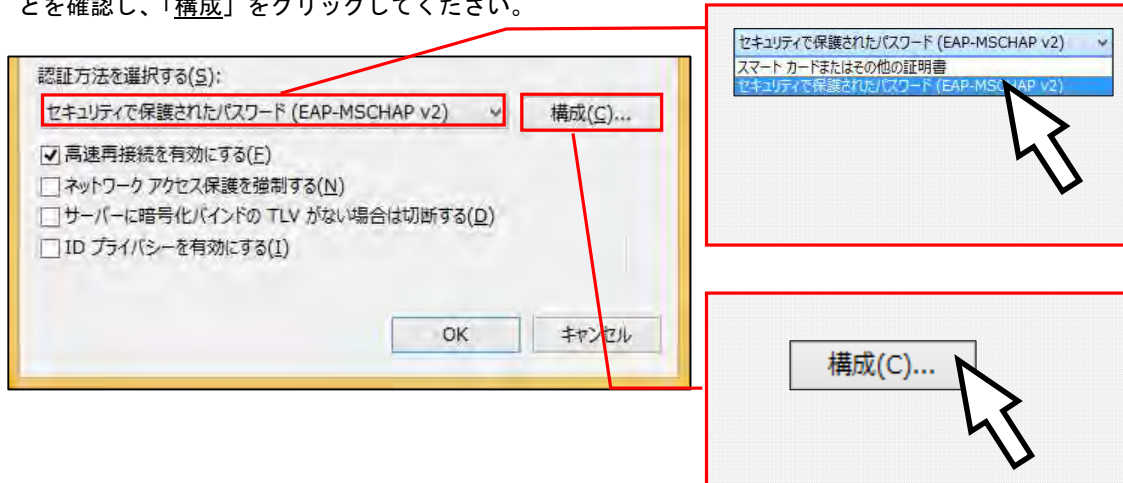 とを確認し、「構成」をクリックしてください。
認証方法を選択する(S):
セキュリティで保護されたパスワード (EAP-MSCHAP v2)
構成(C)...
高速再接続を有効にする(F)
ネットワーク アクセス保護を強制する(N)
サーバーに暗号化バインドの TLV がない場合は切断する(D)
ID プライバシーを有効にする(I)
OK
キャンセル
セキュリティで保護されたパスワード (EAP-MSCHAP v2)
スマート カードまたはその他の証明書
セキュリティで保護されたパスワード (EAP-MSCHAP v2)
構成(C)...